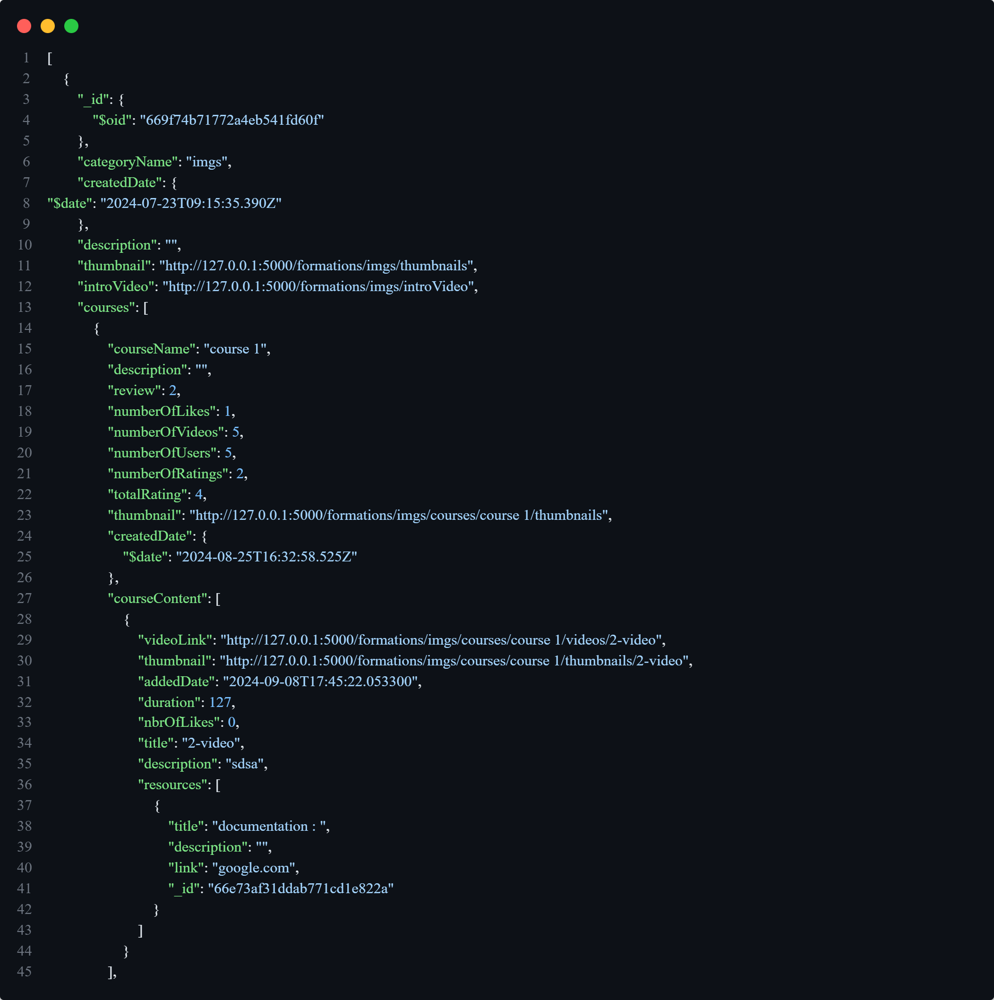 1 [
2 {
3 "_id": {
4 "$oid": "669f74b71772a4eb541fd60f"
5 },
6 "categoryName": "imgs",
7 "createdDate": {
8 "$date": "2024-07-23T09:15:35.390Z"
9 },
10 "description": "",
11 "thumbnail": "http://127.0.0.1:5000/formations/imgs/thumbnails",
12 "introVideo": "http://127.0.0.1:5000/formations/imgs/introVideo",
13 "courses": [
14 {
15 "courseName": "course 1",
16 "description": "",
17 "review": 2,
18 "numberOfLikes": 1,
19 "numberOfVideos": 5,
20 "numberOfUsers": 5,
21 "numberOfRatings": 2,
22 "totalRating": 4,
23 "thumbnail": "http://127.0.0.1:5000/formations/imgs/courses/course 1/thumbnails",
24 "createdDate": {
25 "$date": "2024-08-25T16:32:58.525Z"
26 },
27 "courseContent": [
28 {
29 "videoLink": "http://127.0.0.1:5000/formations/imgs/courses/course 1/videos/2-video",
30 "thumbnail": "http://127.0.0.1:5000/formations/imgs/courses/course 1/thumbnails/2-video",
31 "addedDate": "2024-09-08T17:45:22.053300",
32 "duration": 127,
33 "nbrOfLikes": 0,
34 "title": "2-video",
35 "description": "sdsa",
36 "resources": [
37 {
38 "title": "documentation : ",
39 "description": "",
40 "link": "google.com",
41 "_id": "66e73af31ddab771cd1e822a"
42 }
43 ]
44 }
45 ],